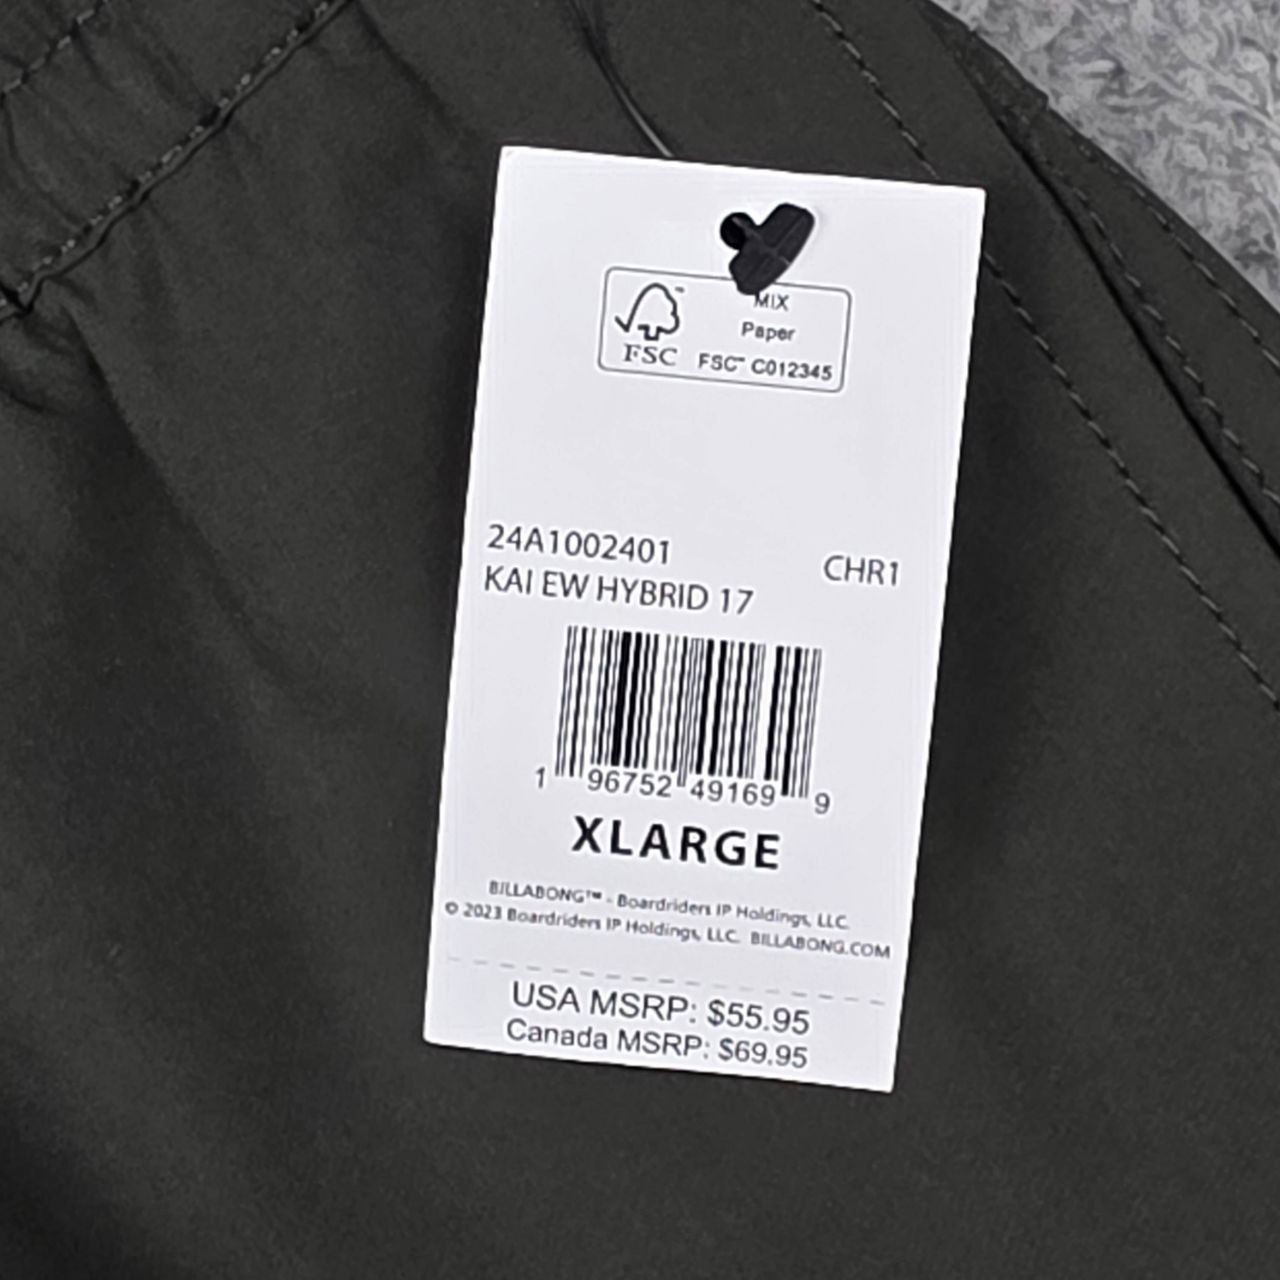 MIX
Paper
FSC™ C012345
FSC
24A1002401 CHR1
KAI EW HYBRID 17
1 96752 49169 9
XLARGE
BILLABONG™ - Boardriders IP Holdings, LLC.
© 2023 Boardriders IP Holdings, LLC. BILLABONG.COM
USA MSRP: $55.95
Canada MSRP: $69.95